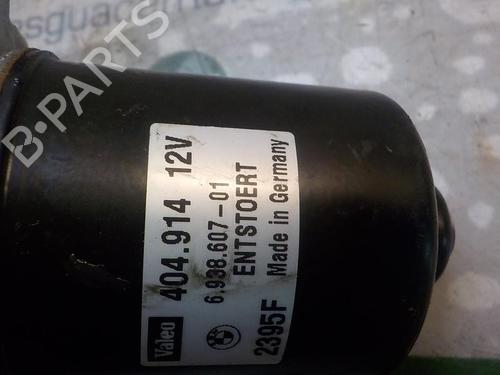 Valeo 404.914 12V
6.938.607-01
ENTSTOERT
2395F Made in Germany
B-PARTS